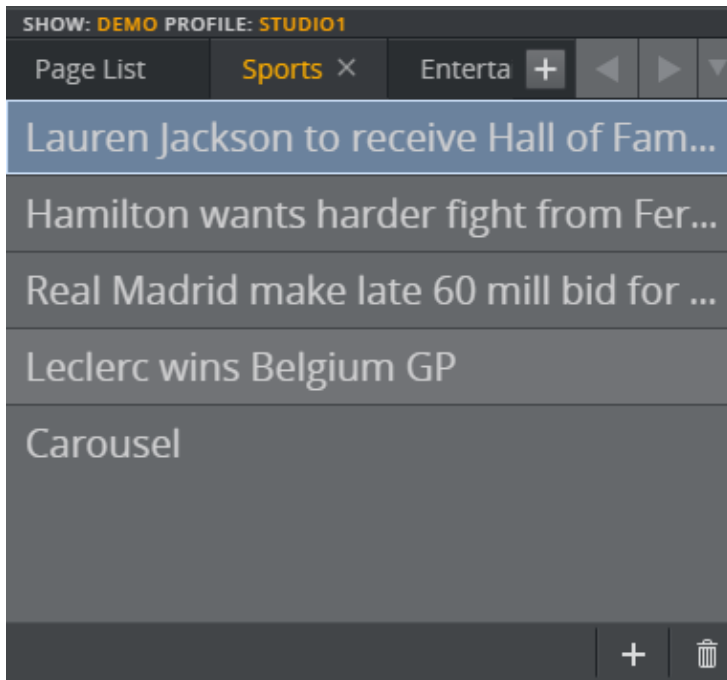 SHOW: DEMO PROFILE: STUDIO1
Page List Sports × Enterta +
Lauren Jackson to receive Hall of Fam...
Hamilton wants harder fight from Fer...
Real Madrid make late 60 mill bid for ...
Leclerc wins Belgium GP
Carousel
+